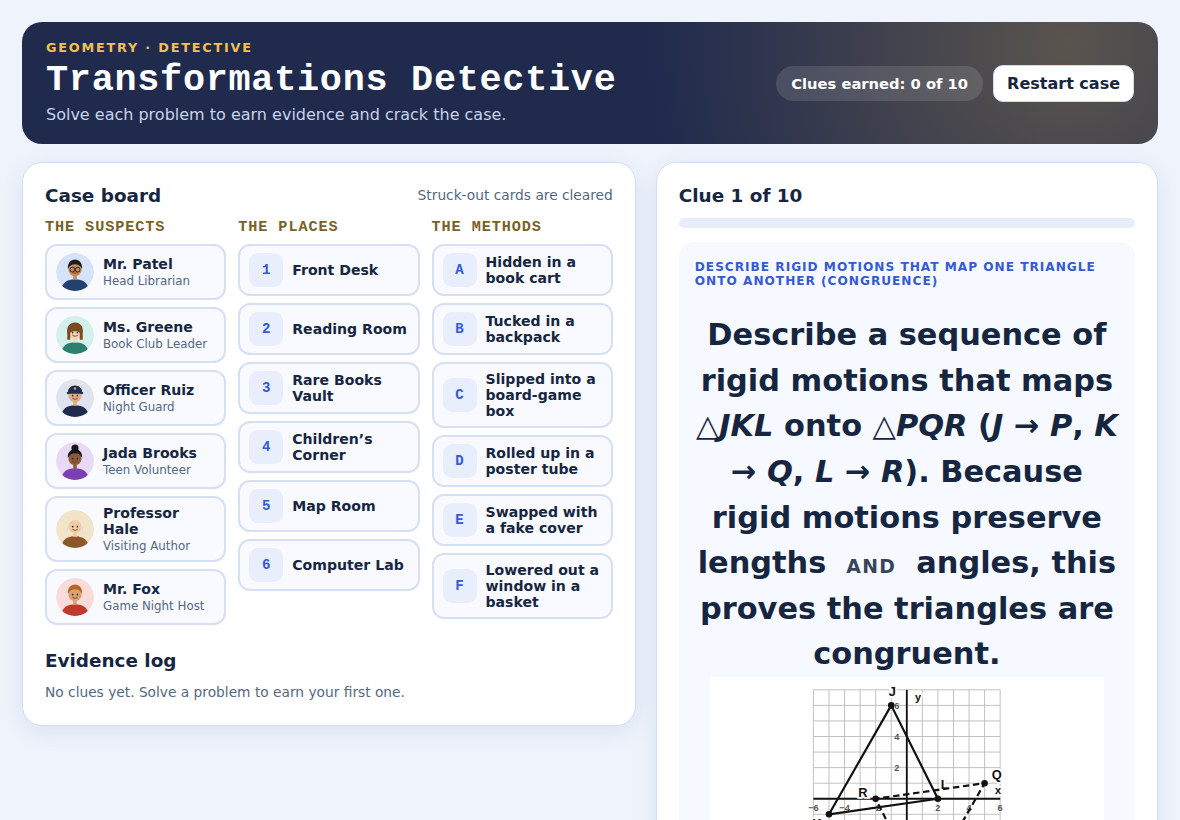 GEOMETRY · DETECTIVE
Transformations Detective
Solve each problem to earn evidence and crack the case.
Clues earned: 0 of 10
Restart case
Case board
Struck-out cards are cleared
THE SUSPECTS
Mr. Patel
Head Librarian
Ms. Greene
Book Club Leader
Officer Ruiz
Night Guard
Jada Brooks
Teen Volunteer
Professor
Hale
Visiting Author
Mr. Fox
Game Night Host
THE PLACES
1 Front Desk
2 Reading Room
3 Rare Books
Vault
4 Children’s
Corner
5 Map Room
6 Computer Lab
THE METHODS
A Hidden in a
book cart
B Tucked in a
backpack
C Slipped into a
board-game
box
D Rolled up in a
poster tube
E Swapped with
a fake cover
F Lowered out a
window in a
basket
Evidence log
No clues yet. Solve a problem to earn your first one.
Clue 1 of 10
DESCRIBE RIGID MOTIONS THAT MAP ONE TRIANGLE
ONTO ANOTHER (CONGRUENCE)
Describe a sequence of
rigid motions that maps
△JKL onto △PQR (J → P, K
→ Q, L → R). Because
rigid motions preserve
lengths AND angles, this
proves the triangles are
congruent.
J
y
6
4
2
L
Q
x
R
−6
−4
2
6